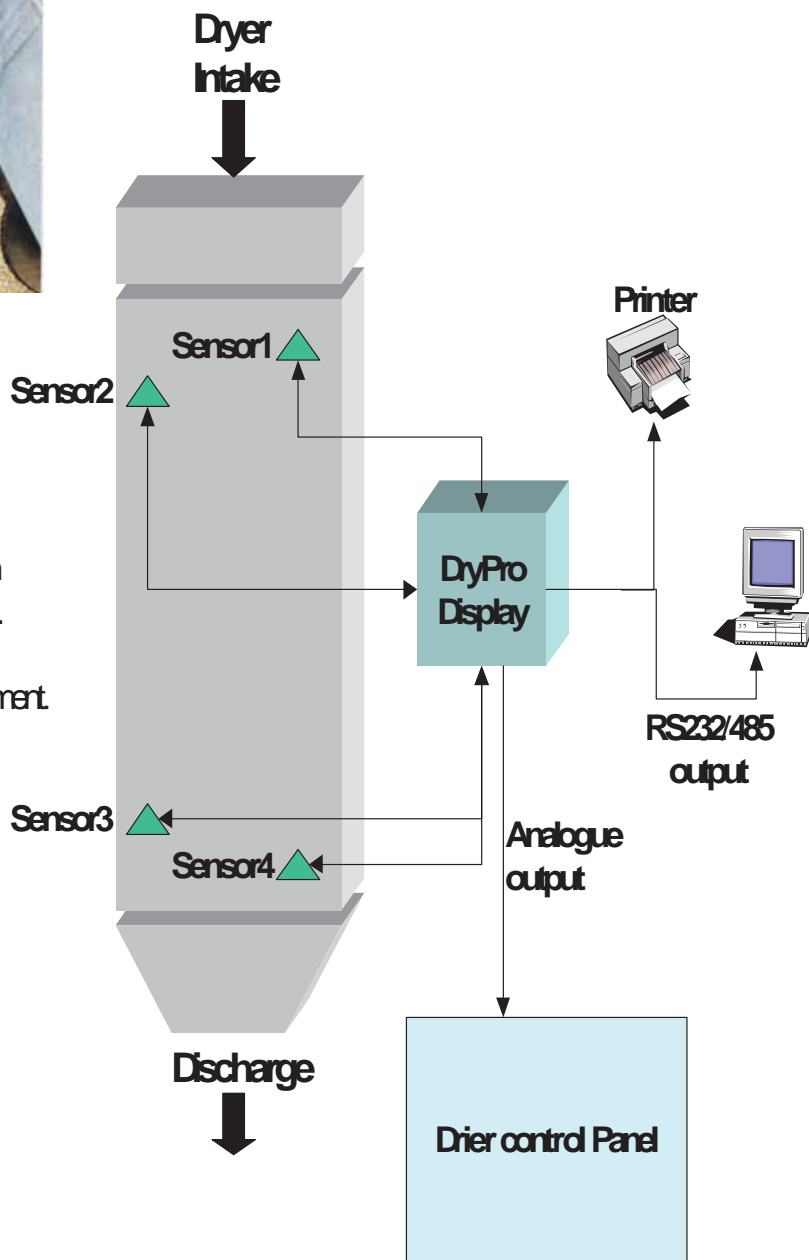 Dryer
Intake
Printer
Sensor1
Sensor2
DryPro
Display
.
ment.
RS232/485
output
Sensor3
Analogue
output
Sensor4
Discharge
Drier control Panel